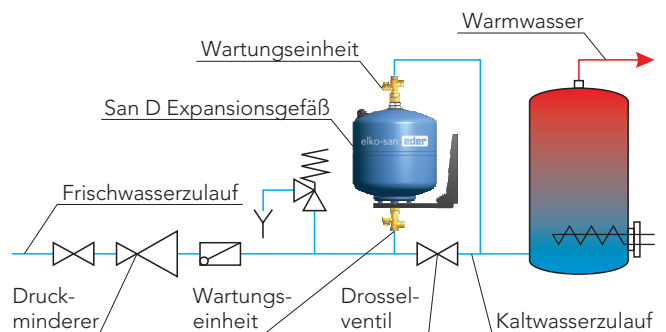 Warmwasser
Wartungseinheit
San D Expansionsgefäß
elko-san eder
Frischwasserzulauf
Druck-
minderer
Wartungs-
einheit
Drossel-
ventil
Kaltwasserzulauf